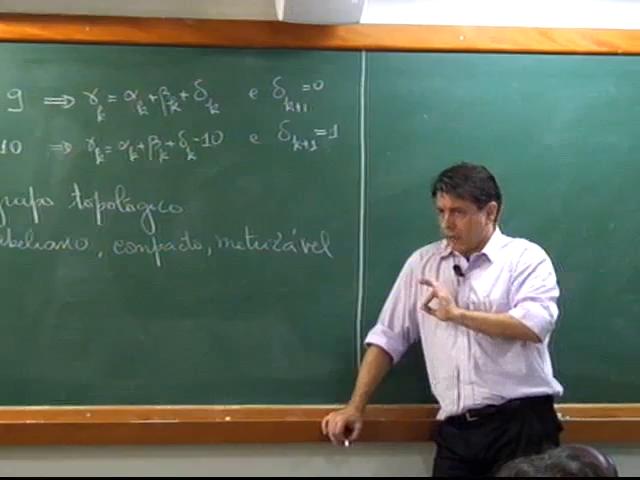 9 ⟹ γ_k = α_k + β_k + δ_k e δ_{k+1} = 0
10 ⟹ γ_k = α_k + β_k + δ_k - 10 e δ_{k+1} = 1
grupo topológico
abeliano, compacto, metrizável